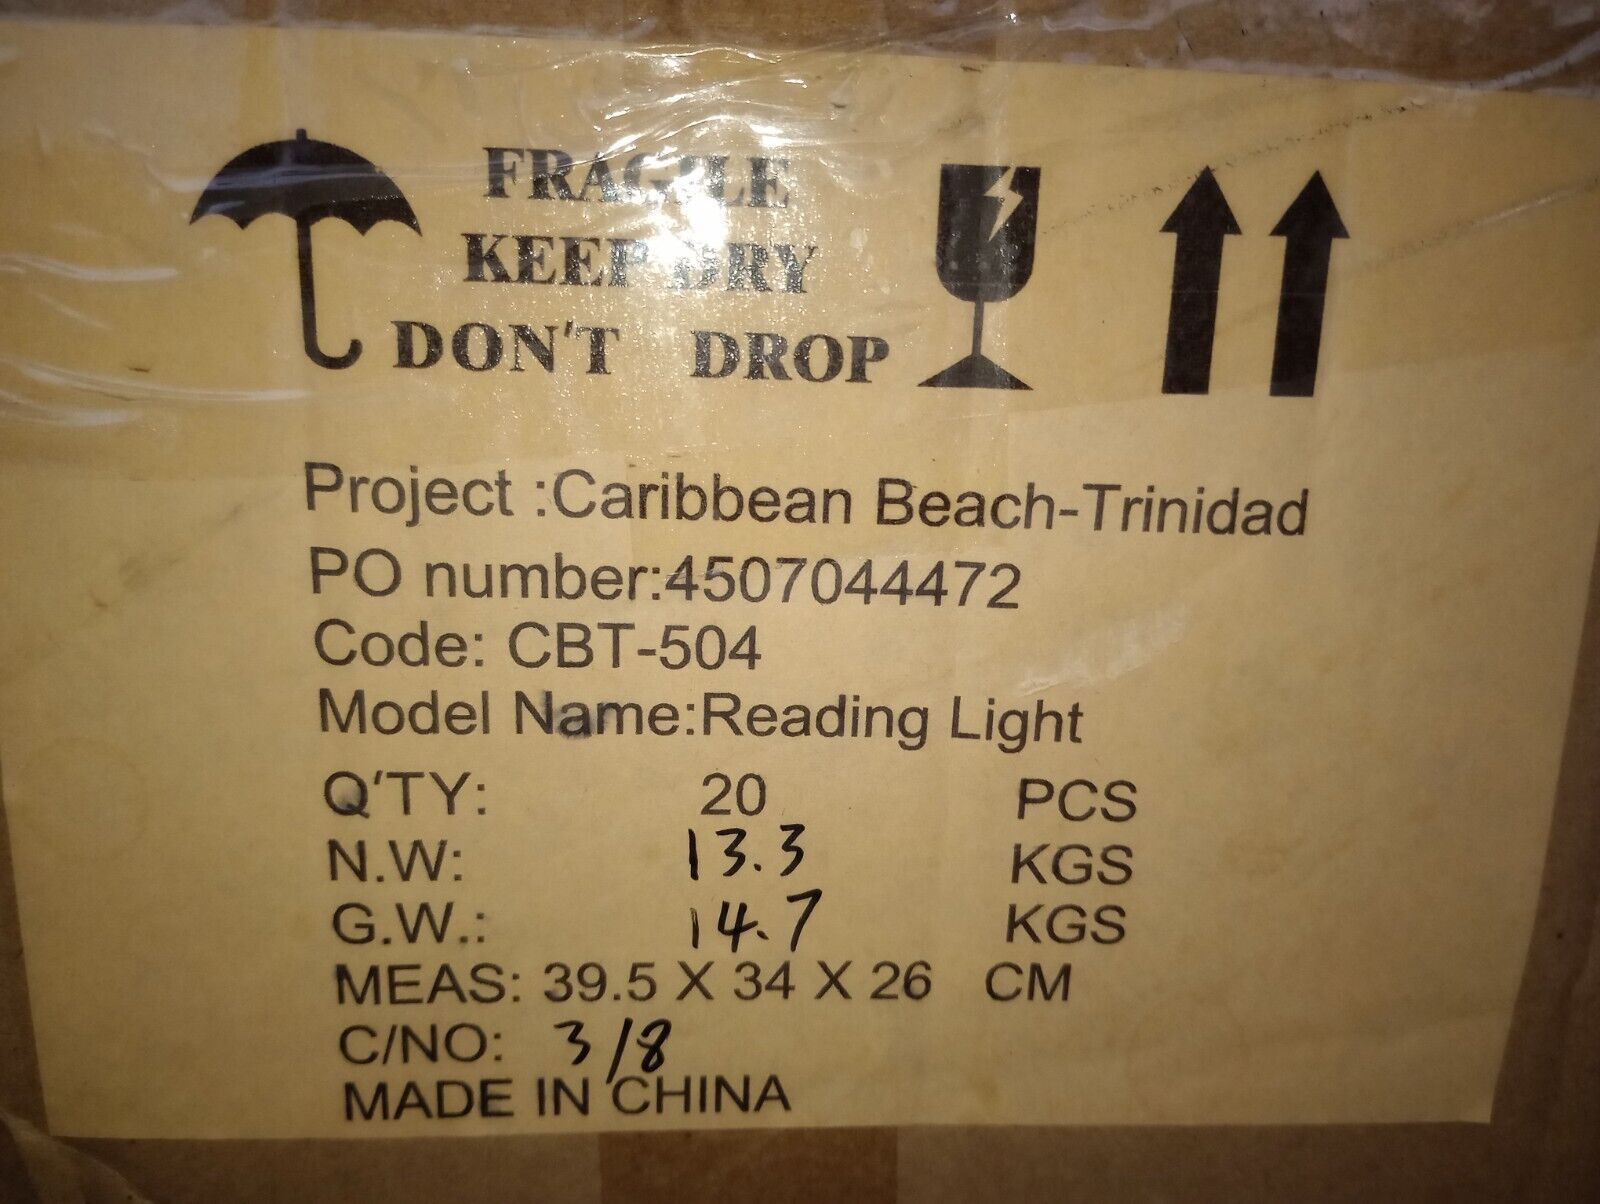 FRAGILE
KEEP DRY
DON'T DROP
Project :Caribbean Beach-Trinidad
PO number:4507044472
Code: CBT-504
Model Name:Reading Light
Q'TY: 20 PCS
N.W: 13.3 KGS
G.W.: 14.7 KGS
MEAS: 39.5 X 34 X 26 CM
C/NO: 3/8
MADE IN CHINA